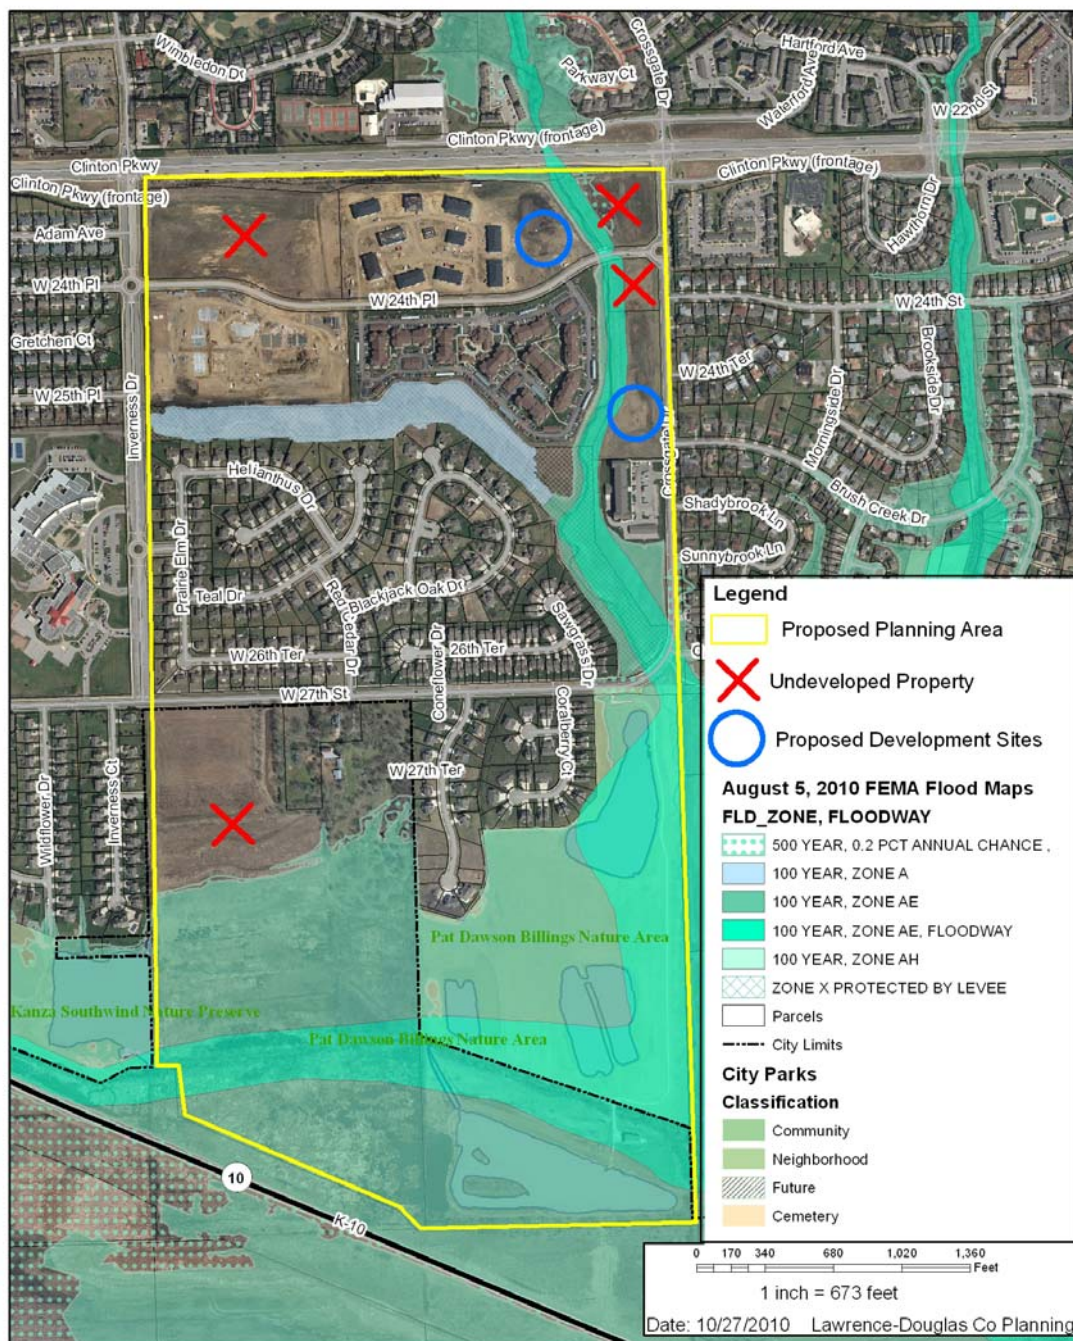 Wimbledon Dr
Crossgate Dr
Parkway Ct
Hartford Ave
Waterford Ave
W 22nd St
Clinton Pkwy (frontage)
Clinton Pkwy
Clinton Pkwy (frontage)
Clinton Pkwy (frontage)
Adam Ave
Hawthorn Dr
W 24th Pl
W 24th Pl
W 24th St
Gretchen Ct
W 24th Ter
Brookside Dr
W 25th Pl
Inverness Dr
Morningside Dr
Crossgate Dr
Helianthus Dr
Brush Creek Dr
Shadybrook Ln
Prairie Elm Dr
Sunnybrook Ln
Teal Dr
Red Cedar Dr
Blackjack Oak Dr
Sawgrass Dr
W 26th Ter
26th Ter
Coneflower Dr
W 27th St
Coralberry Ct
W 27th Ter
Wildflower Dr
Inverness Ct
Pat Dawson Billings Nature Area
Kanza Southwind Nature Preserve
Pat Dawson Billings Nature Area
10
K-10
Legend
Proposed Planning Area
Undeveloped Property
Proposed Development Sites
August 5, 2010 FEMA Flood Maps
FLD_ZONE, FLOODWAY
500 YEAR, 0.2 PCT ANNUAL CHANCE ,
100 YEAR, ZONE A
100 YEAR, ZONE AE
100 YEAR, ZONE AE, FLOODWAY
100 YEAR, ZONE AH
ZONE X PROTECTED BY LEVEE
Parcels
City Limits
City Parks
Classification
Community
Neighborhood
Future
Cemetery
0 170 340 680 1,020 1,360
Feet
1 inch = 673 feet
Date: 10/27/2010 Lawrence-Douglas Co Planning